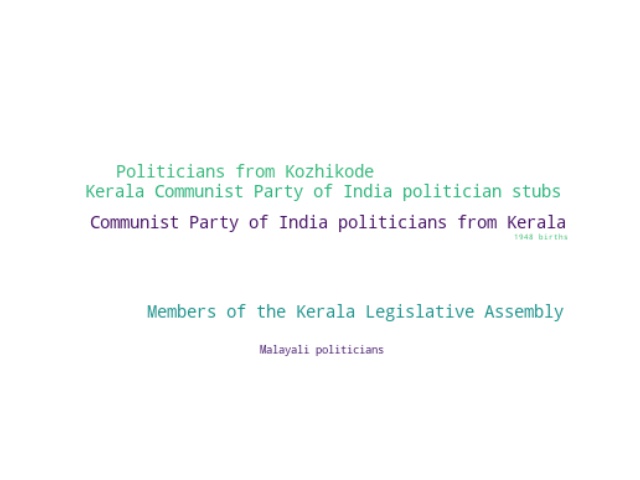 Politicians from Kozhikode
Kerala Communist Party of India politician stubs
Communist Party of India politicians from Kerala
1948 births
Members of the Kerala Legislative Assembly
Malayali politicians